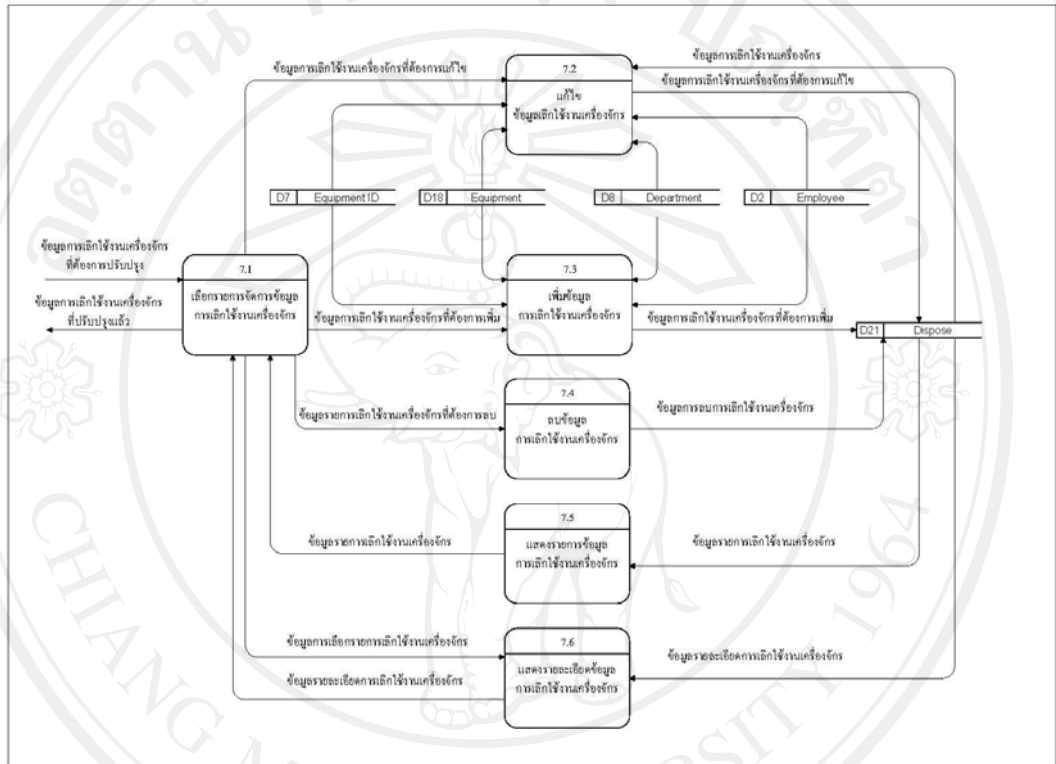 ข้อมูลการเลิกใช้งานเครื่องจักรที่ต้องการแก้ไข
7.2
แก้ไข
ข้อมูลเลิกใช้งานเครื่องจักร
ข้อมูลการเลิกใช้งานเครื่องจักร
ข้อมูลการเลิกใช้งานเครื่องจักรที่ต้องการแก้ไข
D7 Equipment ID
D18 Equipment
D8 Department
D2 Employee
ข้อมูลการเลิกใช้งานเครื่องจักร
ที่ต้องการปรับปรุง
ข้อมูลการเลิกใช้งานเครื่องจักร
ที่ปรับปรุงแล้ว
7.1
เลือกรายการจัดการข้อมูล
การเลิกใช้งานเครื่องจักร
ข้อมูลการเลิกใช้งานเครื่องจักรที่ต้องการเพิ่ม
7.3
เพิ่มข้อมูล
การเลิกใช้งานเครื่องจักร
ข้อมูลการเลิกใช้งานเครื่องจักรที่ต้องการเพิ่ม
D21 Dispose
ข้อมูลรายการเลิกใช้งานเครื่องจักรที่ต้องการลบ
7.4
ลบข้อมูล
การเลิกใช้งานเครื่องจักร
ข้อมูลการลบการเลิกใช้งานเครื่องจักร
ข้อมูลรายการเลิกใช้งานเครื่องจักร
7.5
แสดงรายการข้อมูล
การเลิกใช้งานเครื่องจักร
ข้อมูลรายการเลิกใช้งานเครื่องจักร
ข้อมูลการเลือกรายการเลิกใช้งานเครื่องจักร
ข้อมูลรายละเอียดการเลิกใช้งานเครื่องจักร
7.6
แสดงรายละเอียดข้อมูล
การเลิกใช้งานเครื่องจักร
ข้อมูลรายละเอียดการเลิกใช้งานเครื่องจักร
CHIANG M
RSITY 1964